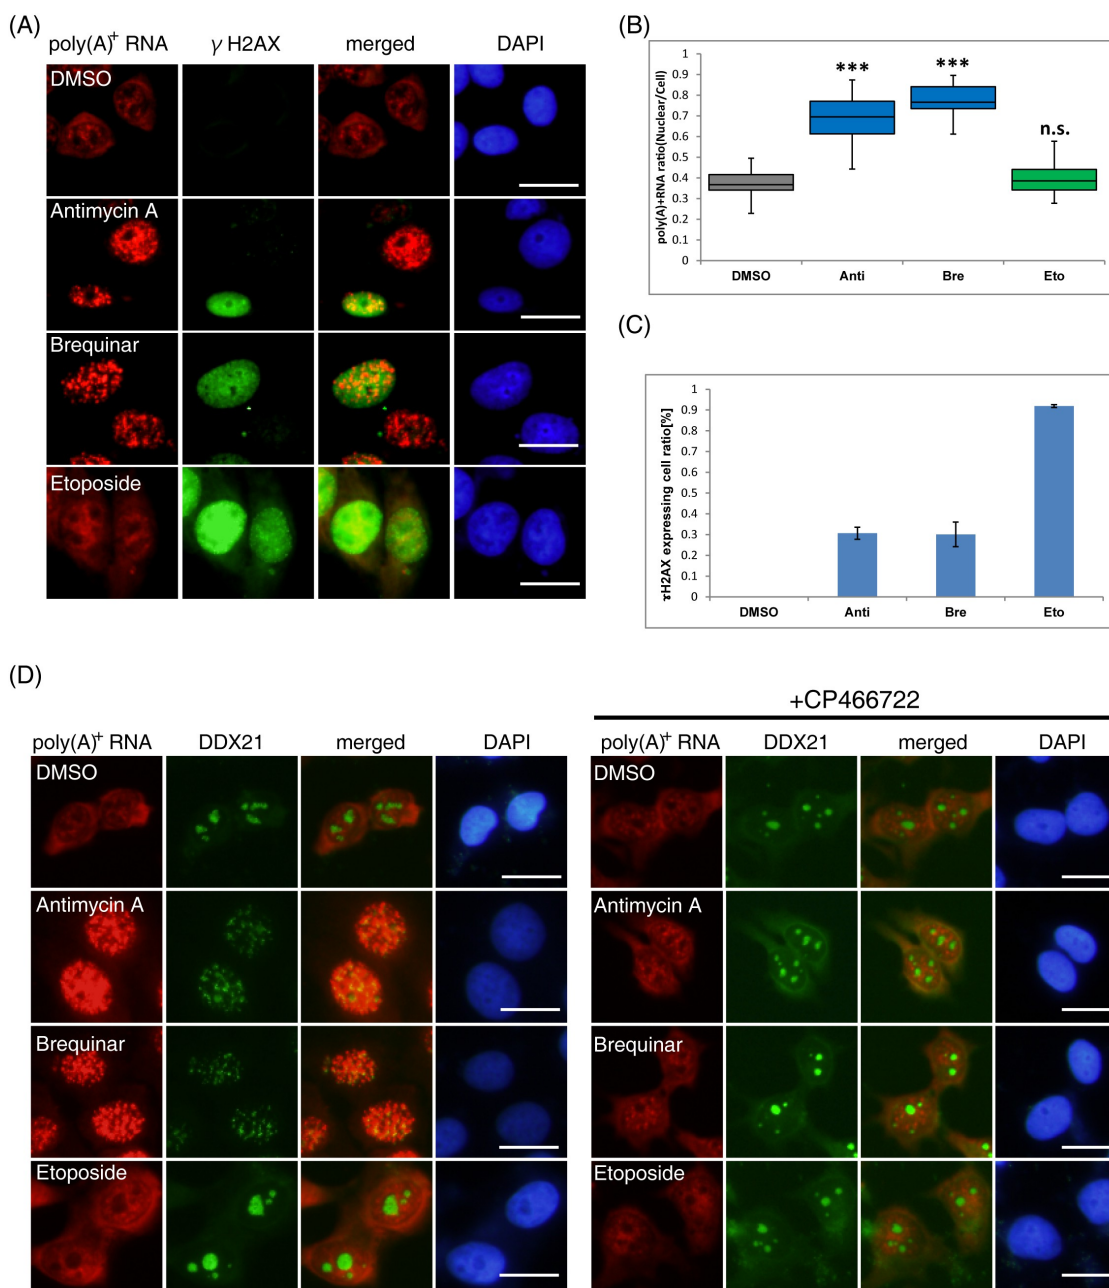 (A)
poly(A)+ RNA γ H2AX merged DAPI
DMSO
Antimycin A
Brequinar
Etoposide
(B)
poly(A)+RNA ratio(Nuclear/Cell)
1
0.9
0.8
0.7
0.6
0.5
0.4
0.3
0.2
0.1
0
*** *** n.s.
DMSO Anti Bre Eto
(C)
ɤH2AX expressing cell ratio[%]
1
0.9
0.8
0.7
0.6
0.5
0.4
0.3
0.2
0.1
0
DMSO Anti Bre Eto
(D)
poly(A)+ RNA DDX21 merged DAPI
DMSO
Antimycin A
Brequinar
Etoposide
+CP466722
poly(A)+ RNA DDX21 merged DAPI
DMSO
Antimycin A
Brequinar
Etoposide